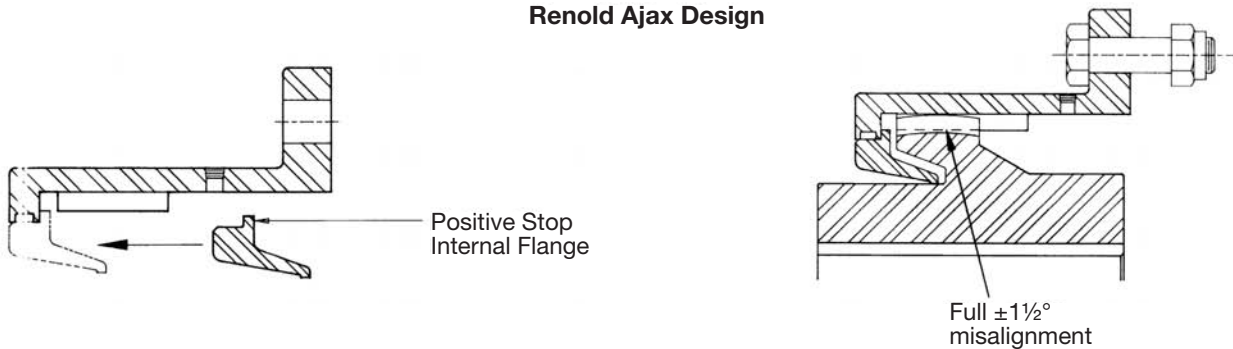 Renold Ajax Design
Positive Stop
Internal Flange
Full ±1½°
misalignment